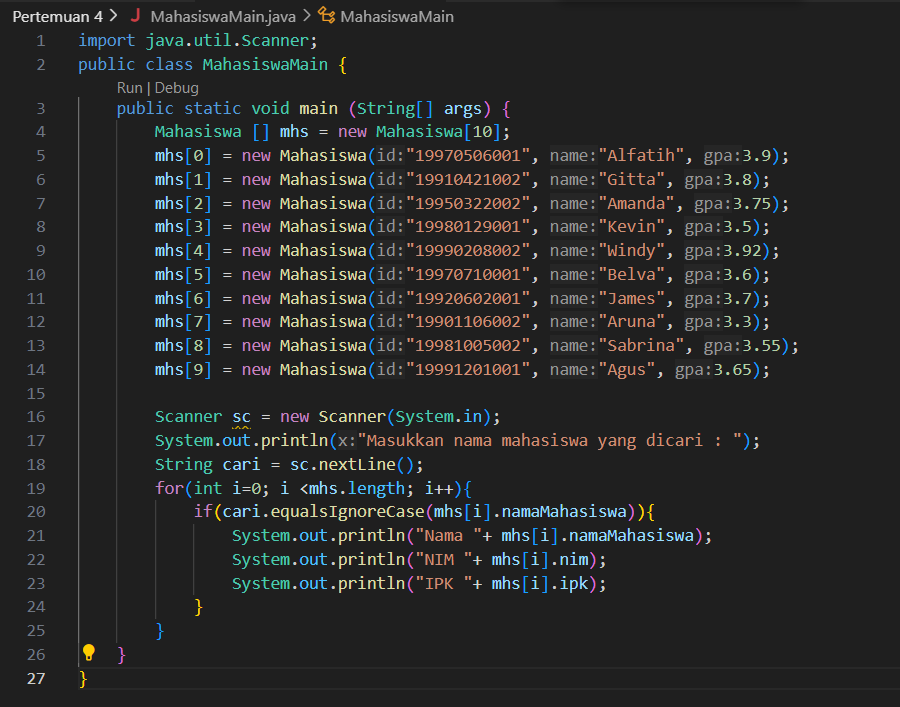 Pertemuan 4 > J MahasiswaMain.java > MahasiswaMain
1 import java.util.Scanner;
2 public class MahasiswaMain {
Run | Debug
3 public static void main (String[] args) {
4 Mahasiswa [] mhs = new Mahasiswa[10];
5 mhs[0] = new Mahasiswa(id:"19970506001", name:"Alfatih", gpa:3.9);
6 mhs[1] = new Mahasiswa(id:"19910421002", name:"Gitta", gpa:3.8);
7 mhs[2] = new Mahasiswa(id:"19950322002", name:"Amanda", gpa:3.75);
8 mhs[3] = new Mahasiswa(id:"19980129001", name:"Kevin", gpa:3.5);
9 mhs[4] = new Mahasiswa(id:"19990208002", name:"Windy", gpa:3.92);
10 mhs[5] = new Mahasiswa(id:"19970710001", name:"Belva", gpa:3.6);
11 mhs[6] = new Mahasiswa(id:"19920602001", name:"James", gpa:3.7);
12 mhs[7] = new Mahasiswa(id:"19901106002", name:"Aruna", gpa:3.3);
13 mhs[8] = new Mahasiswa(id:"19981005002", name:"Sabrina", gpa:3.55);
14 mhs[9] = new Mahasiswa(id:"19991201001", name:"Agus", gpa:3.65);
15
16 Scanner sc = new Scanner(System.in);
17 System.out.println(x:"Masukkan nama mahasiswa yang dicari : ");
18 String cari = sc.nextLine();
19 for(int i=0; i <mhs.length; i++){
20 if(cari.equalsIgnoreCase(mhs[i].namaMahasiswa)){
21 System.out.println("Nama "+ mhs[i].namaMahasiswa);
22 System.out.println("NIM "+ mhs[i].nim);
23 System.out.println("IPK "+ mhs[i].ipk);
24 }
25 }
26 }
27 }